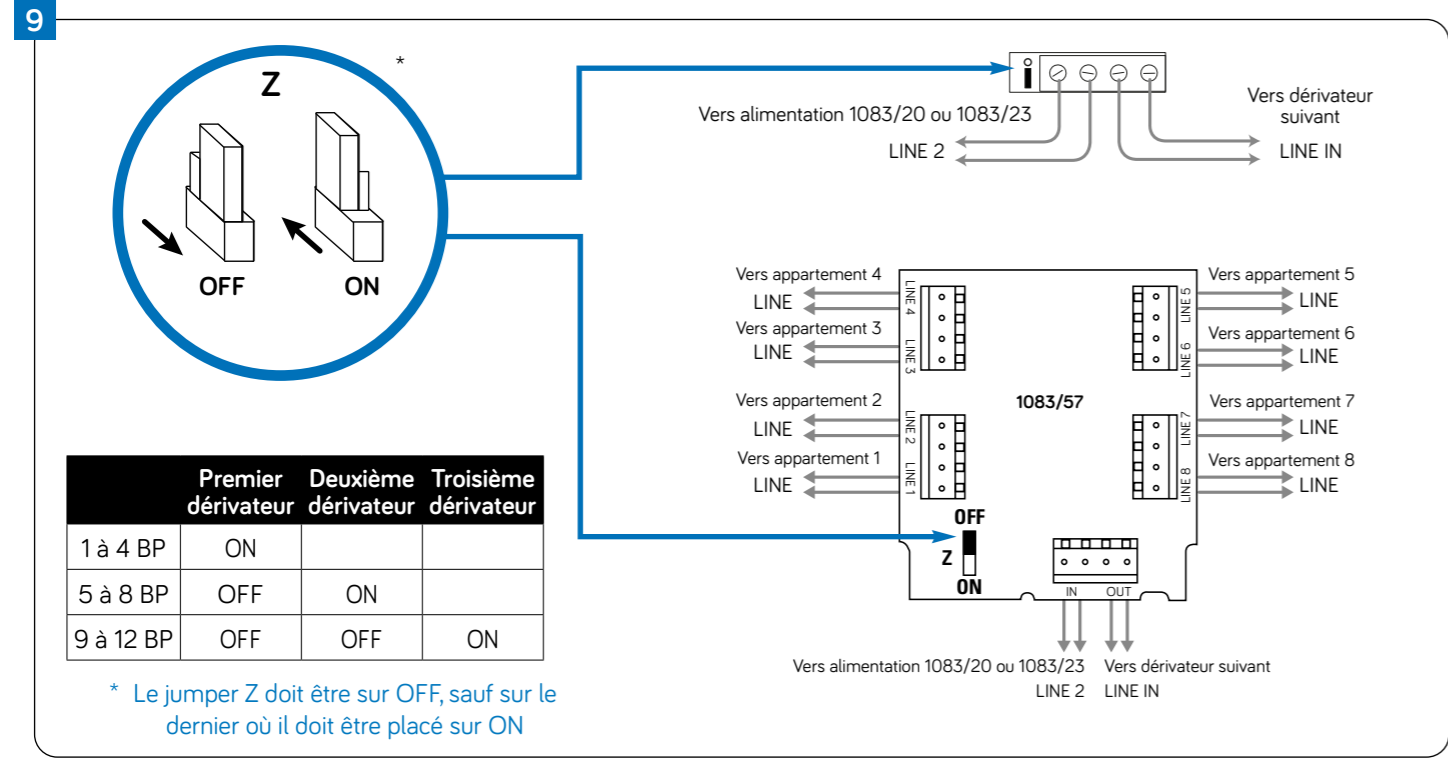 9
*
Z
OFF
ON
Vers alimentation 1083/20 ou 1083/23
LINE 2
Vers dérivateur
suivant
LINE IN
Vers appartement 4
LINE
Vers appartement 3
LINE
Vers appartement 2
LINE
Vers appartement 1
LINE
LINE 4
LINE 3
LINE 2
LINE 1
1083/57
LINE 5
LINE 6
LINE 7
LINE 8
Vers appartement 5
LINE
Vers appartement 6
LINE
Vers appartement 7
LINE
Vers appartement 8
LINE
OFF
Z
ON
IN OUT
Vers alimentation 1083/20 ou 1083/23
LINE 2
Vers dérivateur suivant
LINE IN
Premier dérivateur Deuxième dérivateur Troisième dérivateur
1 à 4 BP ON
5 à 8 BP OFF ON
9 à 12 BP OFF OFF ON
* Le jumper Z doit être sur OFF, sauf sur le
dernier où il doit être placé sur ON